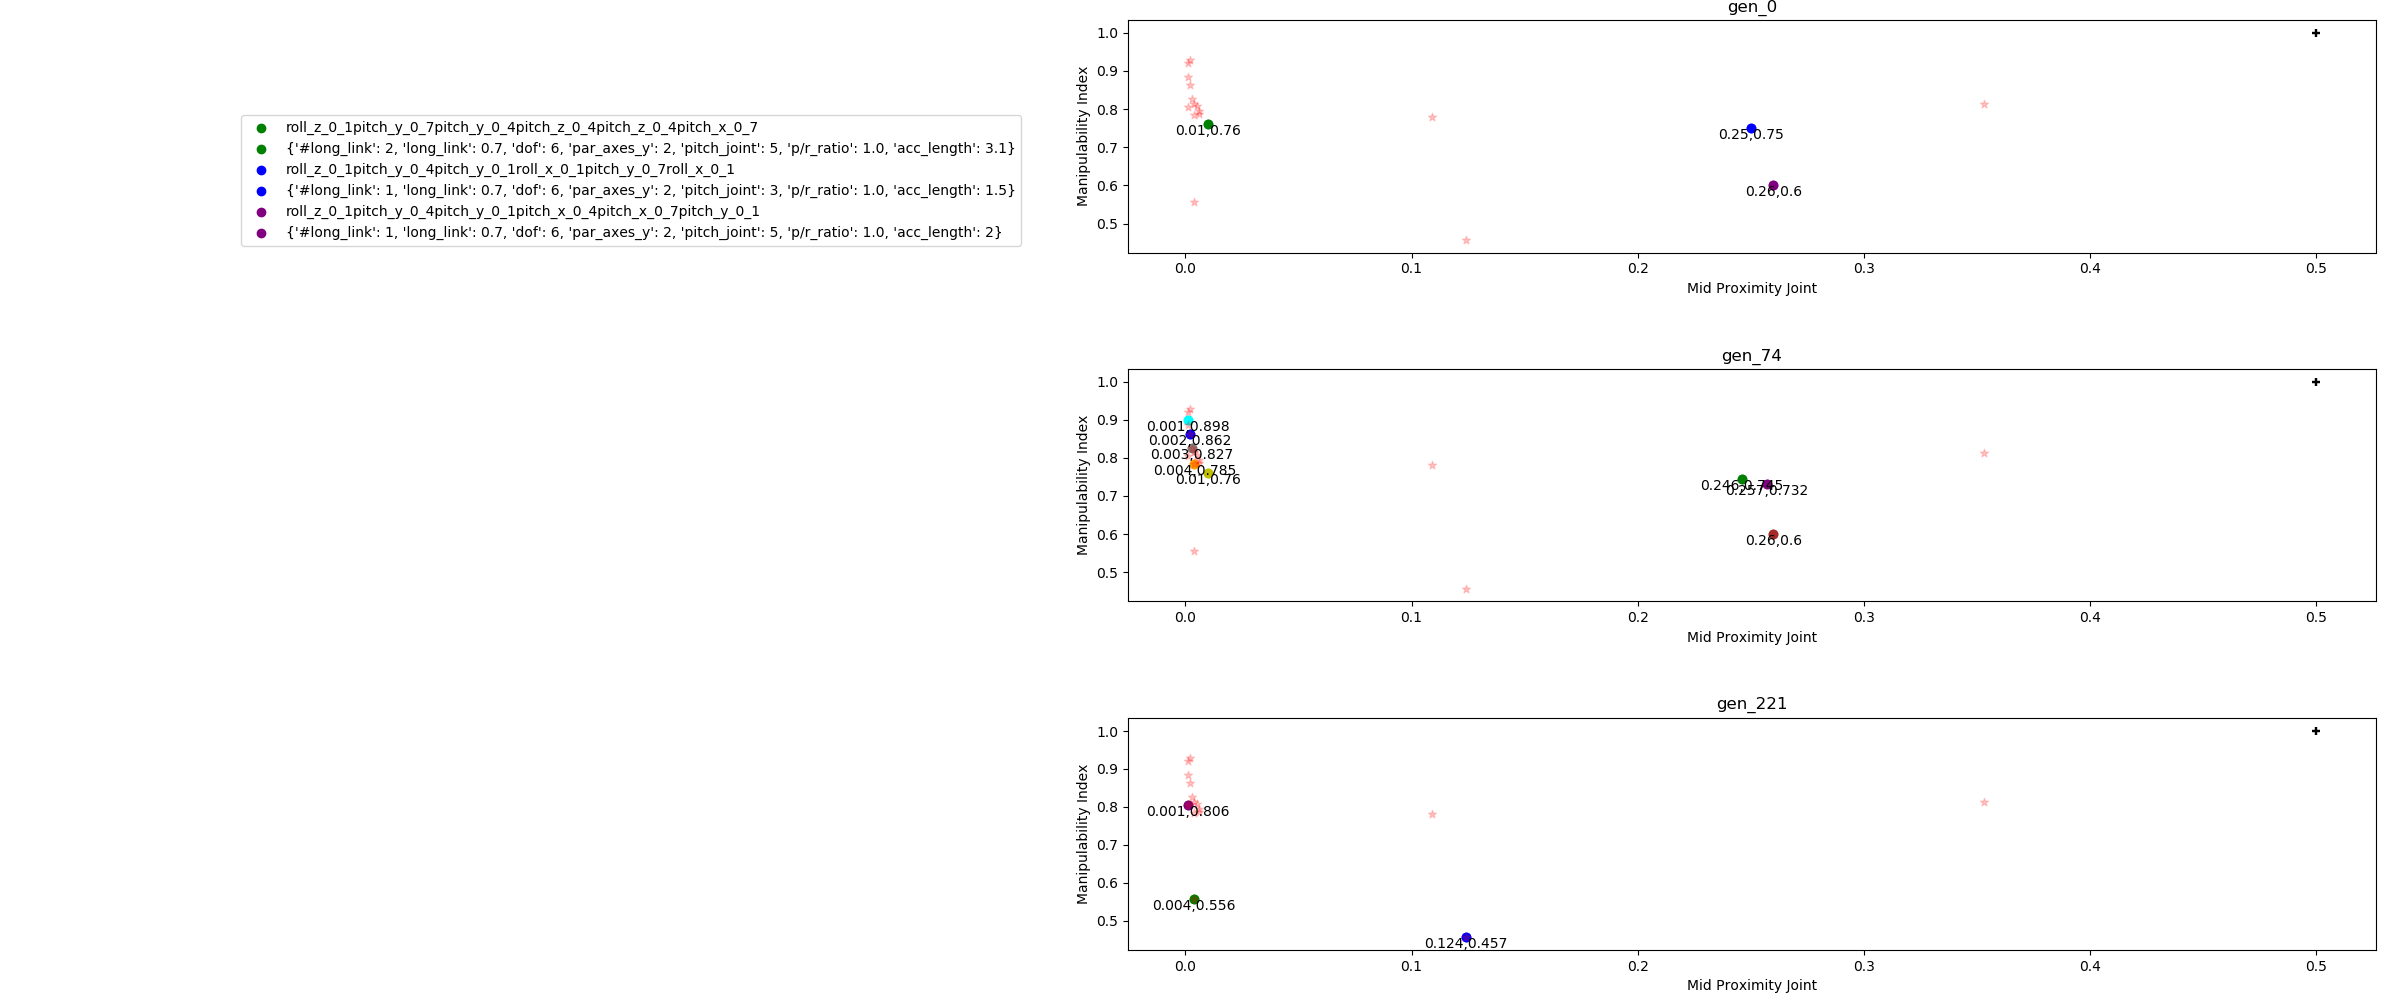 roll_z_0_1pitch_y_0_7pitch_y_0_4pitch_z_0_4pitch_z_0_4pitch_x_0_7
{'#long_link': 2, 'long_link': 0.7, 'dof': 6, 'par_axes_y': 2, 'pitch_joint': 5, 'p/r_ratio': 1.0, 'acc_length': 3.1}
roll_z_0_1pitch_y_0_4pitch_y_0_1roll_x_0_1pitch_y_0_7roll_x_0_1
{'#long_link': 1, 'long_link': 0.7, 'dof': 6, 'par_axes_y': 2, 'pitch_joint': 3, 'p/r_ratio': 1.0, 'acc_length': 1.5}
roll_z_0_1pitch_y_0_4pitch_y_0_1pitch_x_0_4pitch_x_0_7pitch_y_0_1
{'#long_link': 1, 'long_link': 0.7, 'dof': 6, 'par_axes_y': 2, 'pitch_joint': 5, 'p/r_ratio': 1.0, 'acc_length': 2}
gen_0
Manipulability Index
1.0
0.9
0.8
0.7
0.6
0.5
0.01,0.76
0.25,0.75
0.26,0.6
0.0 0.1 0.2 0.3 0.4 0.5
Mid Proximity Joint
gen_74
Manipulability Index
1.0
0.9
0.8
0.7
0.6
0.5
0.001,0.898
0.002,0.862
0.003,0.827
0.004,0.785
0.01,0.76
0.246,0.745
0.257,0.732
0.26,0.6
0.0 0.1 0.2 0.3 0.4 0.5
Mid Proximity Joint
gen_221
Manipulability Index
1.0
0.9
0.8
0.7
0.6
0.5
0.001,0.806
0.004,0.556
0.124,0.457
0.0 0.1 0.2 0.3 0.4 0.5
Mid Proximity Joint